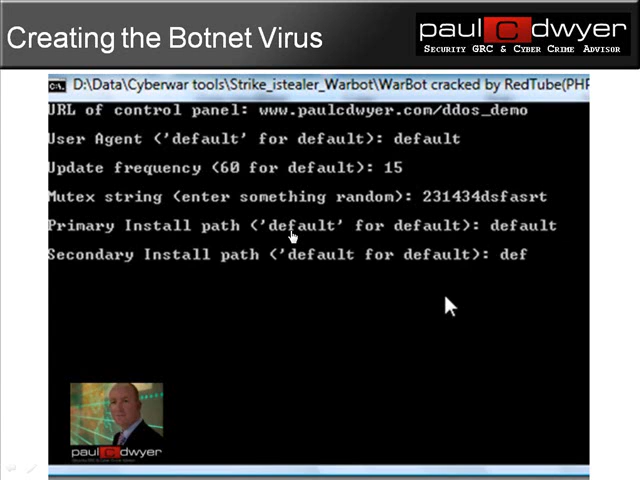 Creating the Botnet Virus
paul C dwyer
SECURITY GRC & CYBER CRIME ADVISOR
C:\. D:\Data\Cyberwar tools\Strike_istealer_Warbot\WarBot cracked by RedTube(PHP
URL of control panel: www.paulcdwyer.com/ddos_demo
User Agent ('default' for default): default
Update frequency (60 for default): 15
Mutex string (enter something random): 231434dsfasrt
Primary Install path ('default' for default): default
Secondary Install path ('default for default): def
paul C dwyer